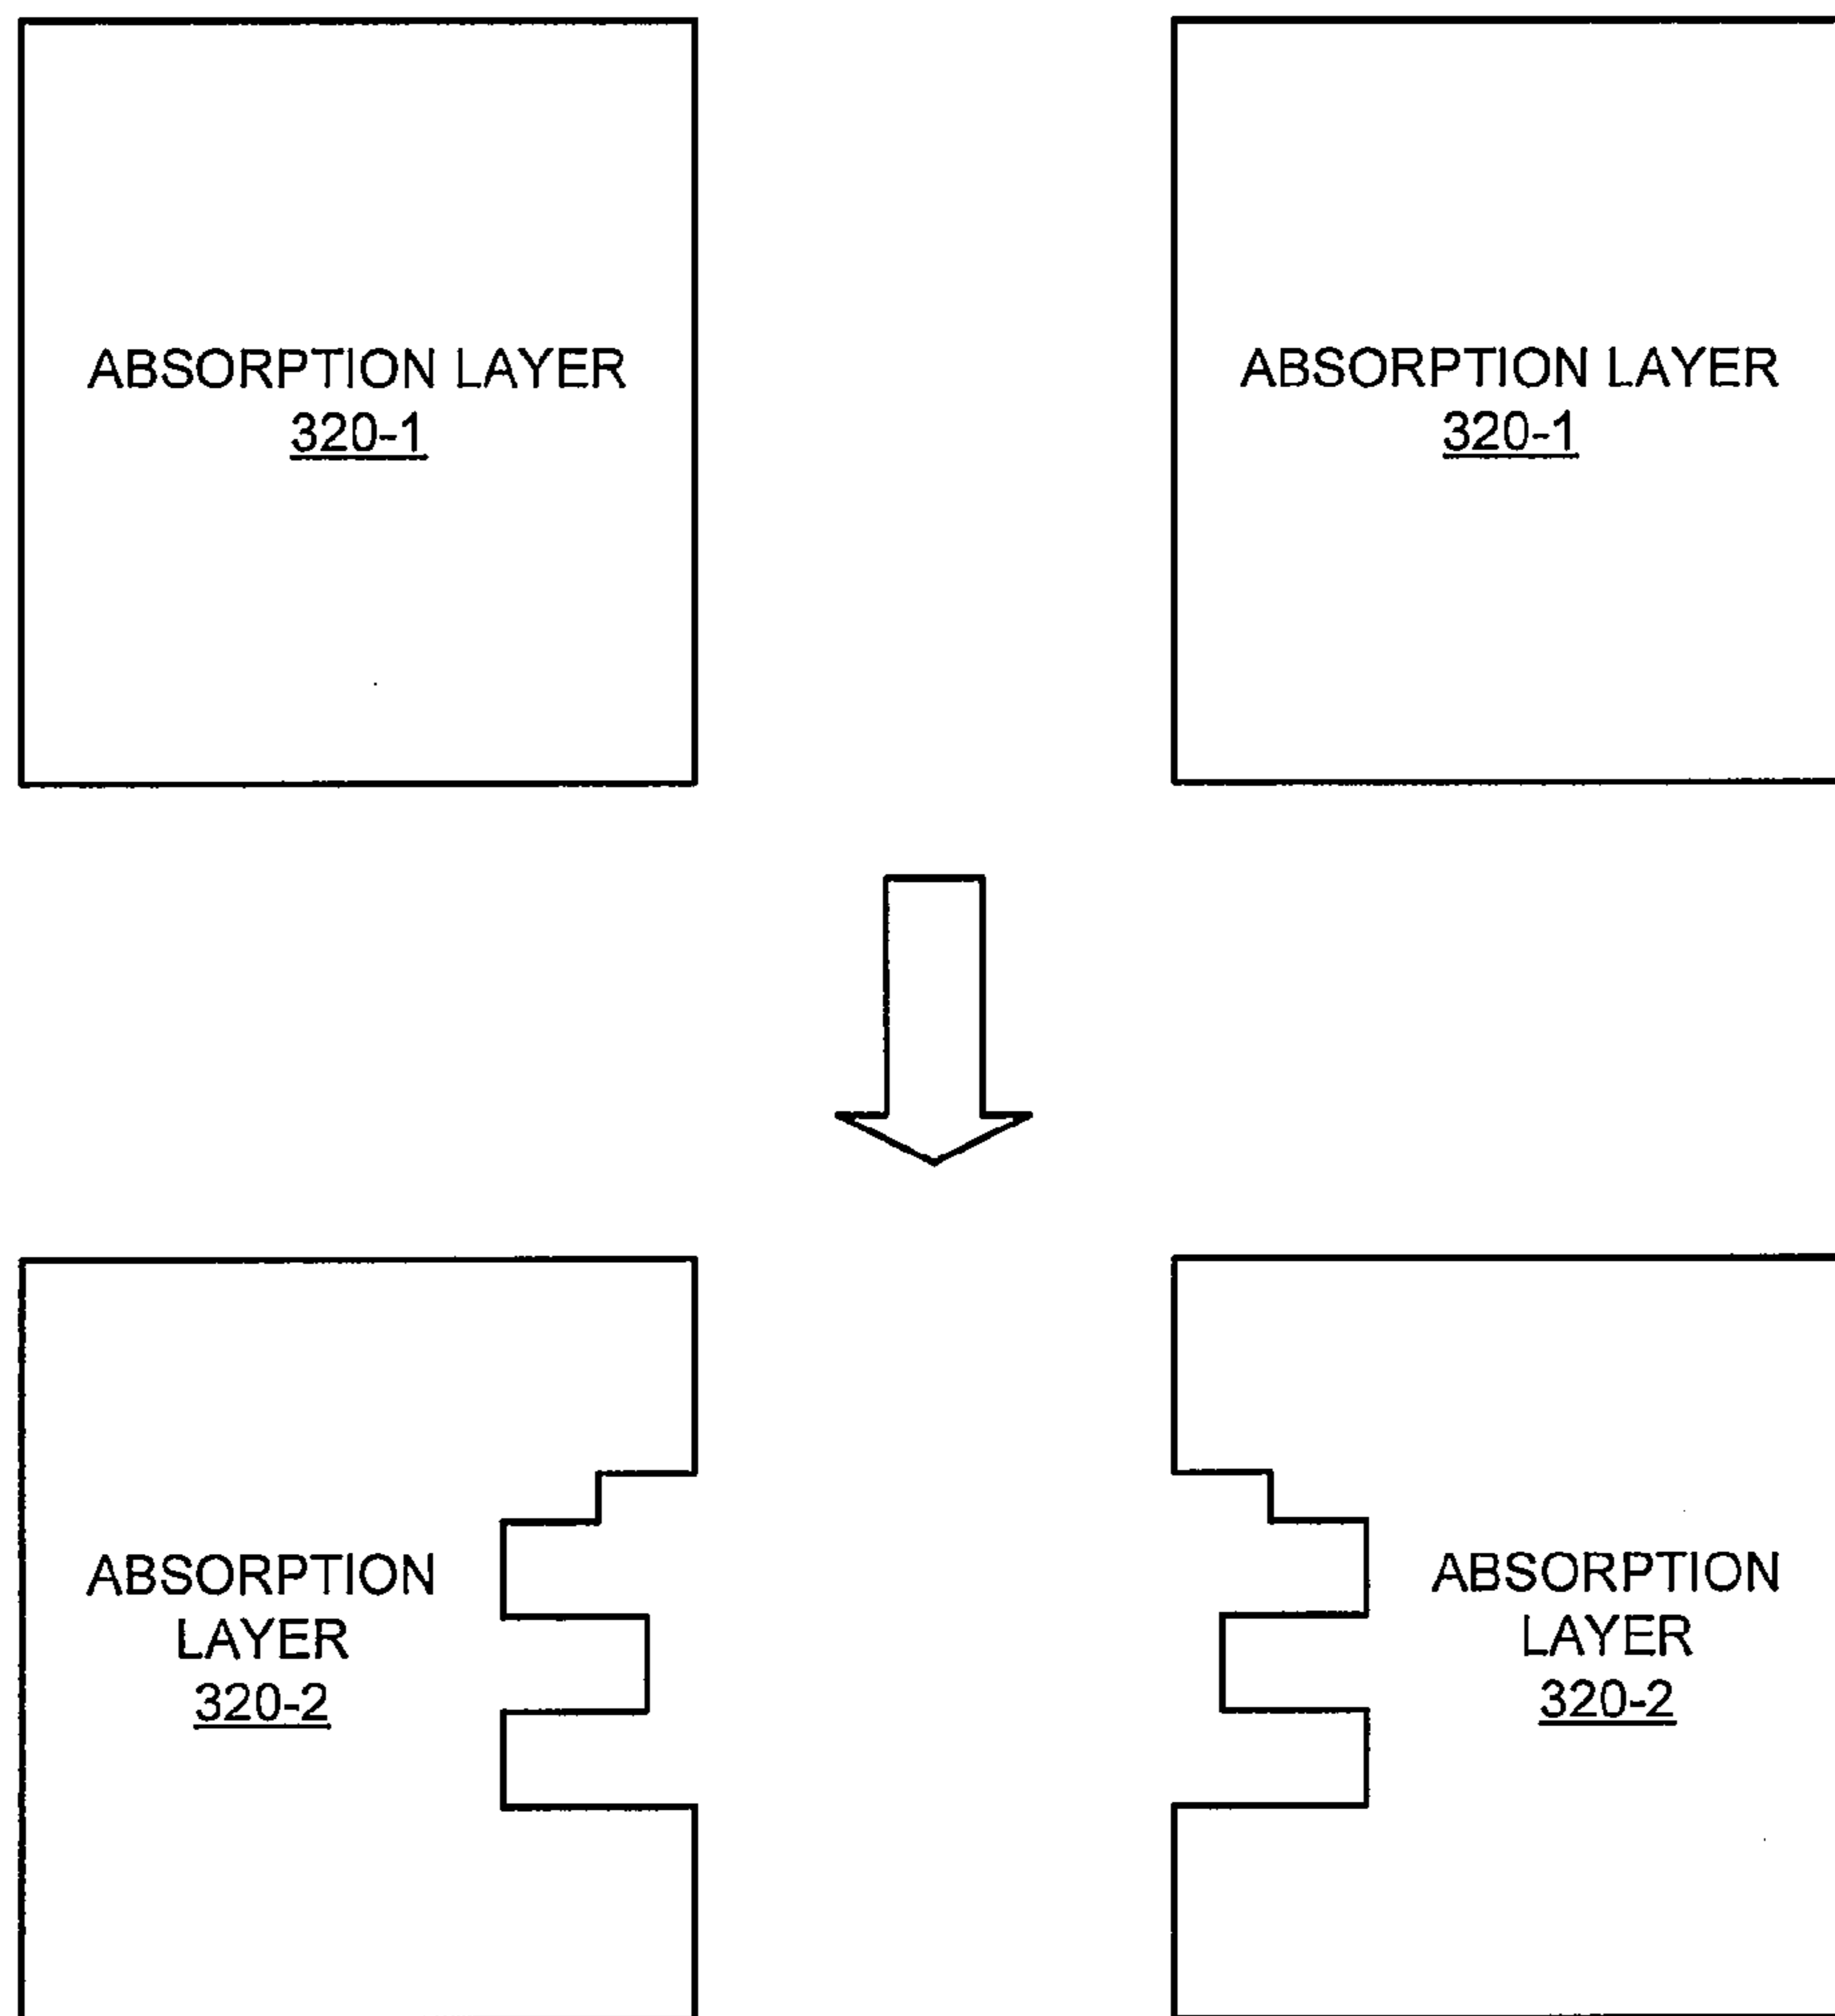 ABSORPTION LAYER
320-1
ABSORPTION LAYER
320-1
ABSORPTION
LAYER
320-2
ABSORPTION
LAYER
320-2